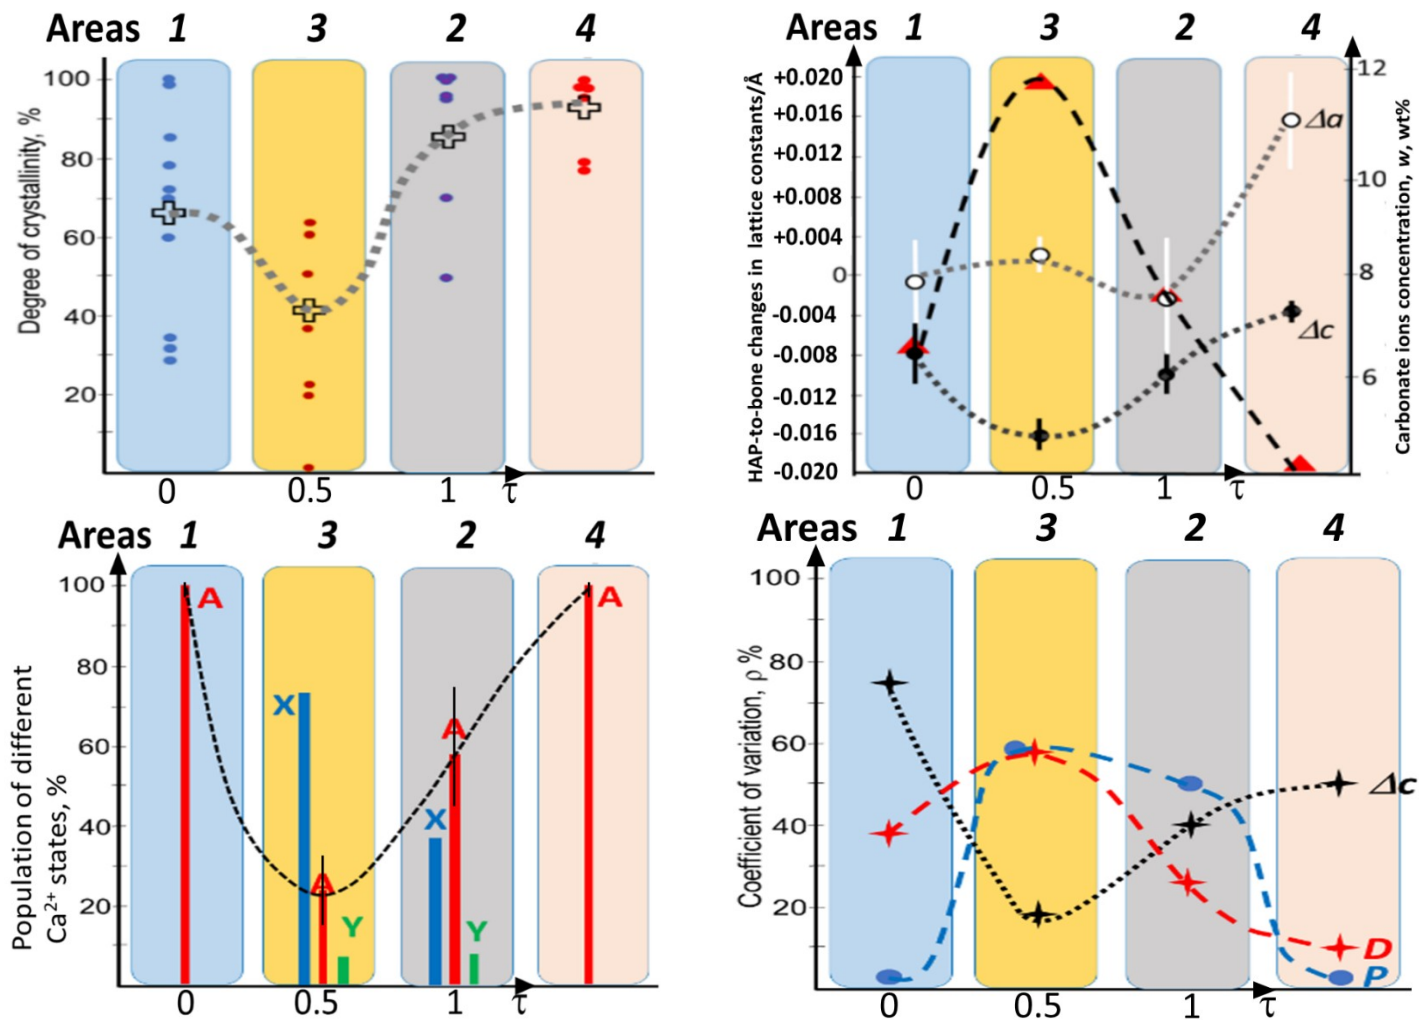 Areas 1 3 2 4
Degree of crystallinity, %
100
80
60
40
20
0 0.5 1 τ
Areas 1 3 2 4
HAP-to-bone changes in lattice constants/Å
+0.020
+0.016
+0.012
+0.008
+0.004
0
-0.004
-0.008
-0.012
-0.016
-0.020
Δa
Δc
12
10
8
6
Carbonate ions concentration, w, wt%
0 0.5 1 τ
Areas 1 3 2 4
Population of different
Ca²⁺ states, %
100
80
60
40
20
A
X
A
Y
X
A
Y
A
0 0.5 1 τ
Areas 1 3 2 4
Coefficient of variation, ρ %
100
80
60
40
20
Δc
D
P
0 0.5 1 τ